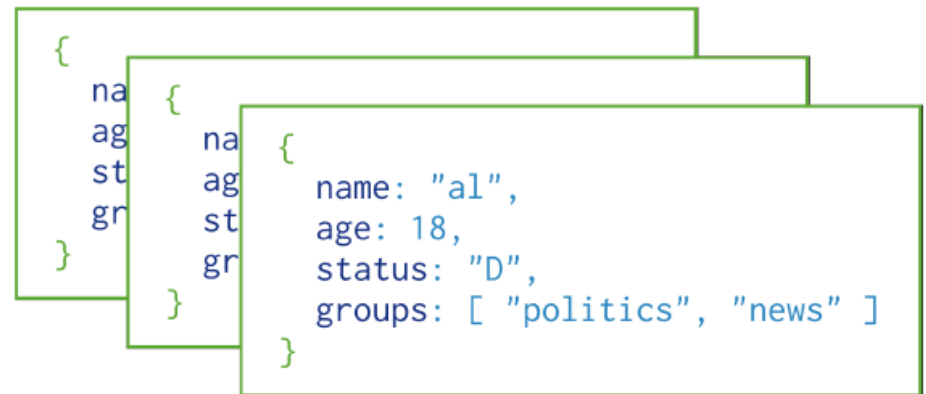 {
na
ag
st
gr
}
{
na
ag
st
gr
}
{
name: "al",
age: 18,
status: "D",
groups: [ "politics", "news" ]
}